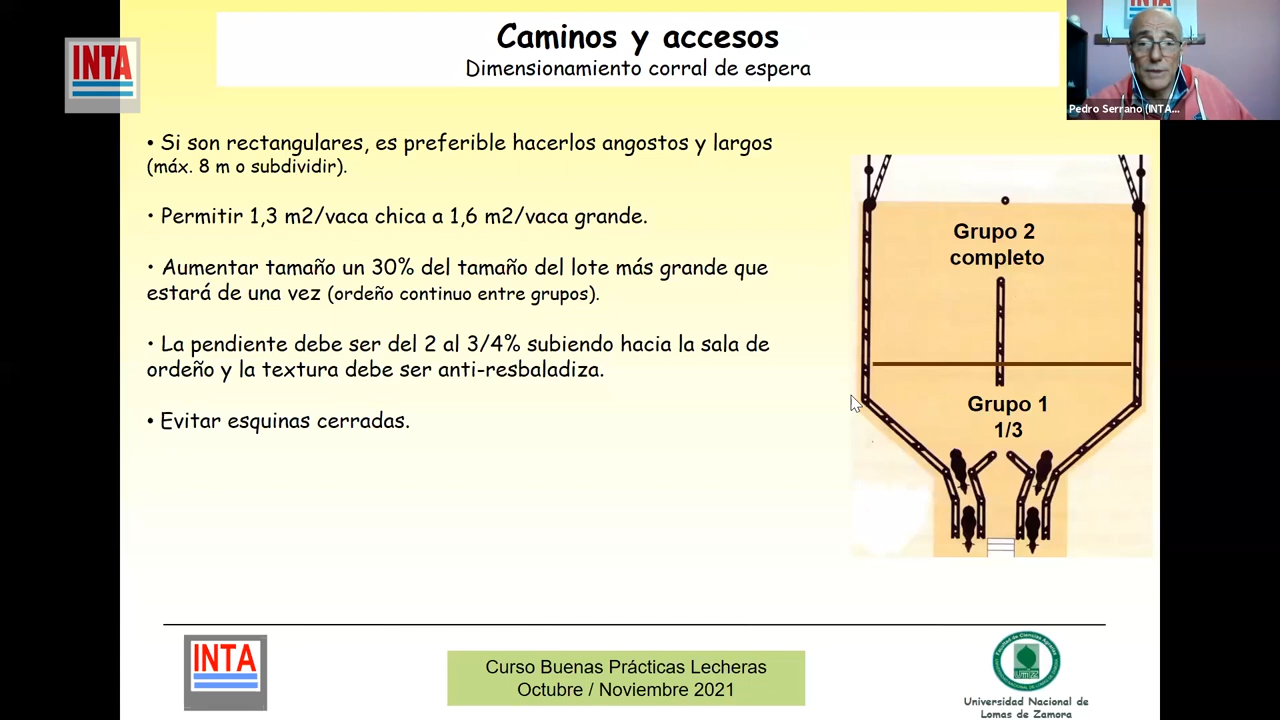 INTA
Caminos y accesos
Dimensionamiento corral de espera
INTA
Pedro Serrano (INTA...
• Si son rectangulares, es preferible hacerlos angostos y largos
(máx. 8 m o subdividir).
• Permitir 1,3 m2/vaca chica a 1,6 m2/vaca grande.
• Aumentar tamaño un 30% del tamaño del lote más grande que
estará de una vez (ordeño continuo entre grupos).
• La pendiente debe ser del 2 al 3/4% subiendo hacia la sala de
ordeño y la textura debe ser anti-resbaladiza.
• Evitar esquinas cerradas.
Grupo 2
completo
Grupo 1
1/3
INTA
Curso Buenas Prácticas Lecheras
Octubre / Noviembre 2021
Universidad Nacional de
Lomas de Zamora